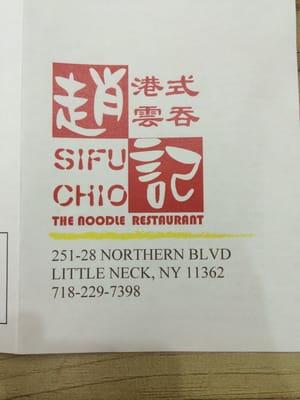 趙 港式
雲吞
SIFU 記
CHIO
THE NOODLE RESTAURANT
251-28 NORTHERN BLVD
LITTLE NECK, NY 11362
718-229-7398